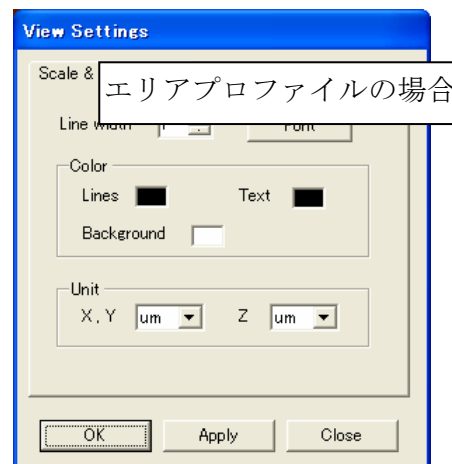 View Settings
Scale &
エリアプロファイルの場合
Line width
Font
Color
Lines Text
Background
Unit
X, Y um Z um
OK Apply Close